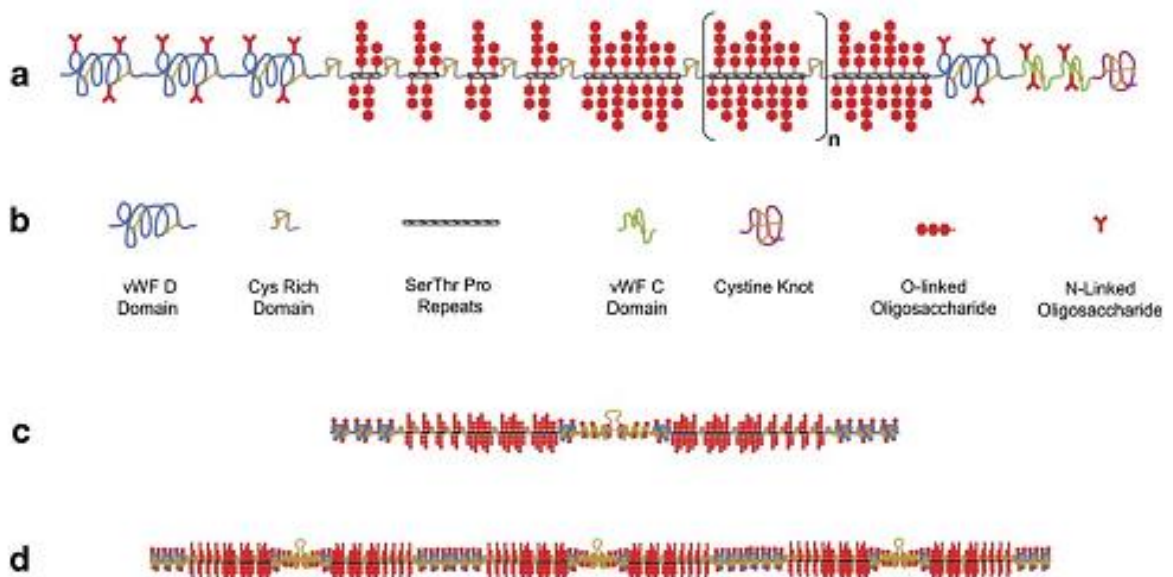 a
n
b
vWF D
Domain
Cys Rich
Domain
SerThr Pro
Repeats
vWF C
Domain
Cystine Knot
O-linked
Oligosaccharide
N-Linked
Oligosaccharide
c
d